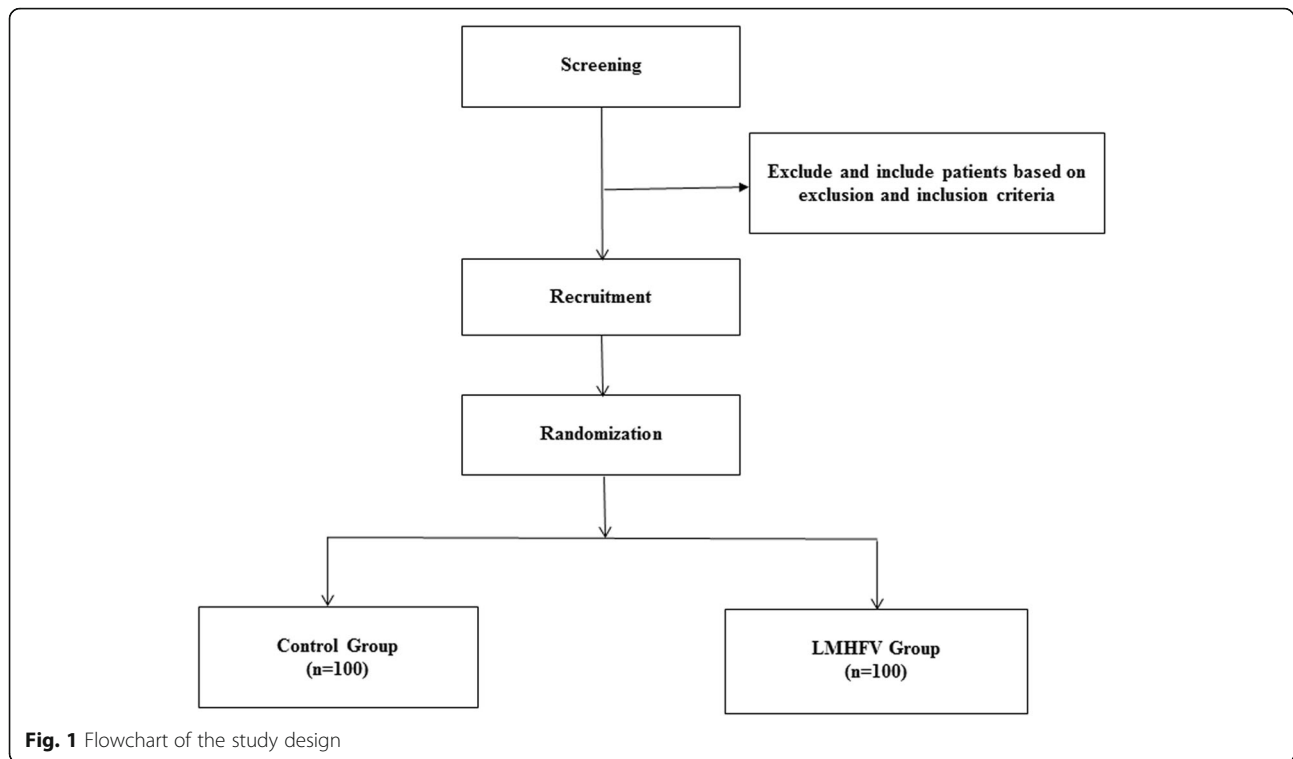 Screening
Exclude and include patients based on
exclusion and inclusion criteria
Recruitment
Randomization
Control Group
(n=100)
LMHFV Group
(n=100)
Fig. 1 Flowchart of the study design